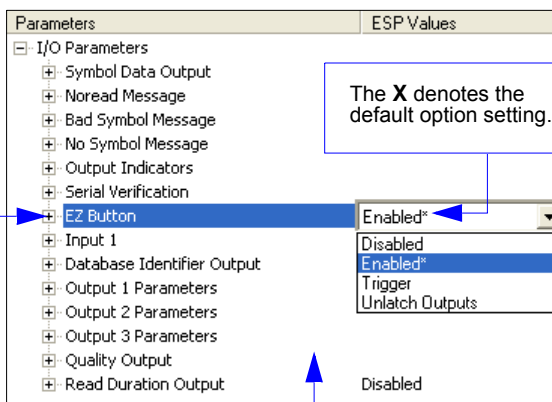 Parameters ESP Values
I/O Parameters
Symbol Data Output
Noread Message
Bad Symbol Message
No Symbol Message
Output Indicators
Serial Verification
EZ Button Enabled*
Input 1
Database Identifier Output
Output 1 Parameters
Output 2 Parameters
Output 3 Parameters
Quality Output
Read Duration Output Disabled
The X denotes the
default option setting.
Disabled
Enabled*
Trigger
Unlatch Outputs